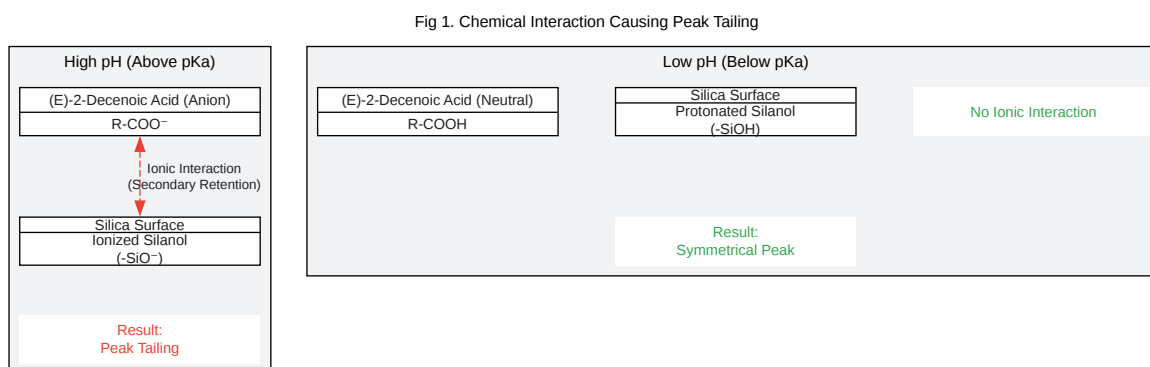 Fig 1. Chemical Interaction Causing Peak Tailing
High pH (Above pKa)
(E)-2-Decenoic Acid (Anion)
R-COO⁻
Ionic Interaction
(Secondary Retention)
Silica Surface
Ionized Silanol
(-SiO⁻)
Result:
Peak Tailing
Low pH (Below pKa)
(E)-2-Decenoic Acid (Neutral)
R-COOH
Silica Surface
Protonated Silanol
(-SiOH)
No Ionic Interaction
Result:
Symmetrical Peak